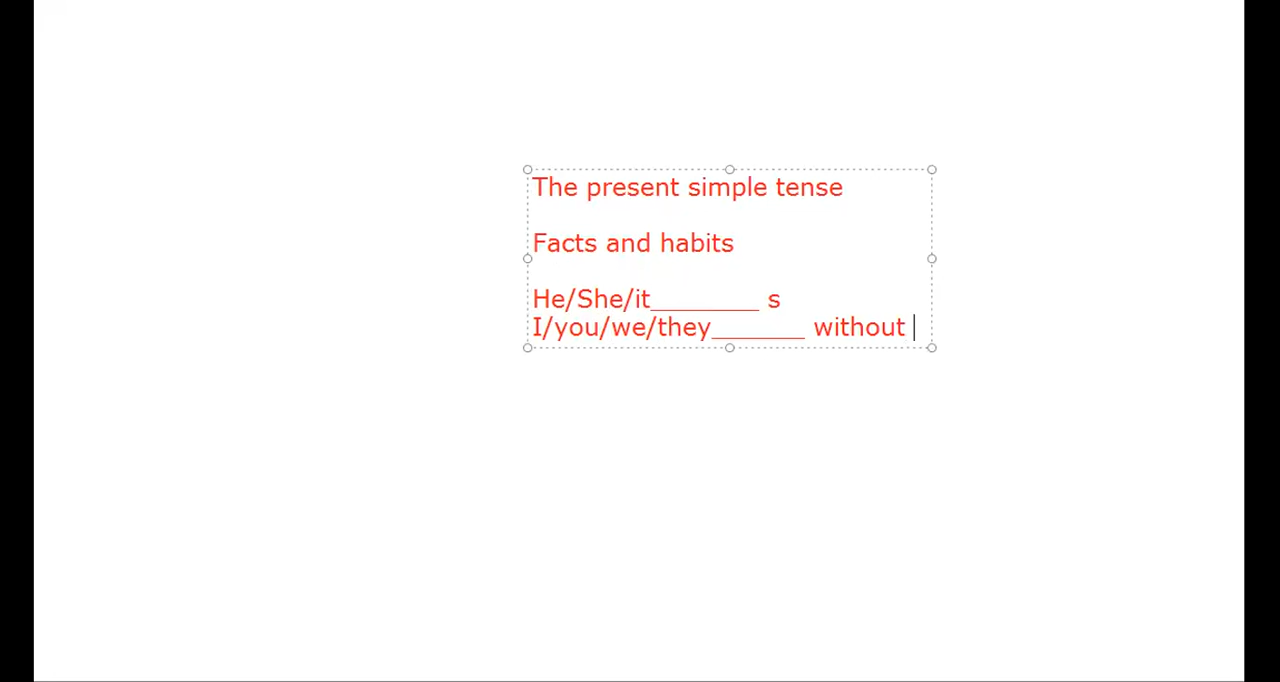 The present simple tense
Facts and habits
He/She/it________ s
I/you/we/they_______ without